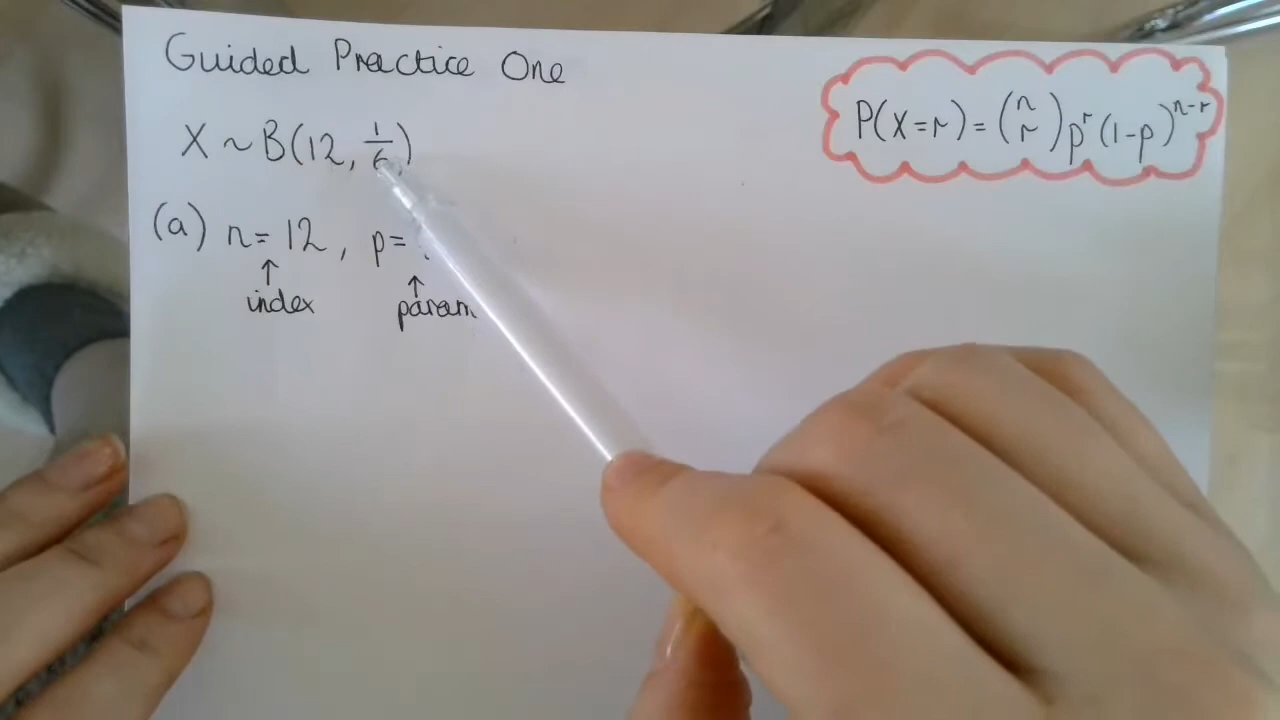 Guided Practice One
P(X=r) = (n r) p^r (1-p)^{n-r}
X ~ B(12, 1/6)
(a) n = 12, p =
↑ ↑
index param